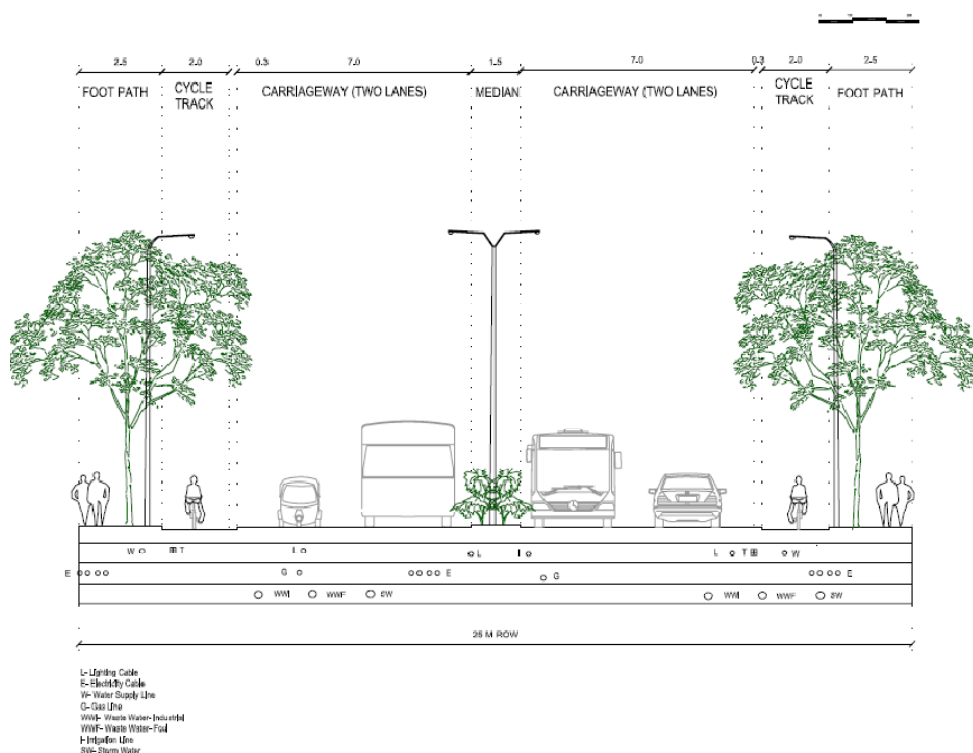 2-5 2-0 0-3 7-0 1-5 7-0 0-3 2-0 2-5
FOOT PATH
CYCLE
TRACK
CARRIAGEWAY (TWO LANES)
MEDIAN
CARRIAGEWAY (TWO LANES)
CYCLE
TRACK
FOOT PATH
W T L L I L T W
E G E G E
WWI WWF SW WWI WWF SW
25 M ROW
L- Lighting Cable
E- Electricity Cable
W- Water Supply Line
G- Gas Line
WWI- Waste Water- Industrial
WWF- Waste Water- Foul
I- Irrigation Line
SW- Storm Water